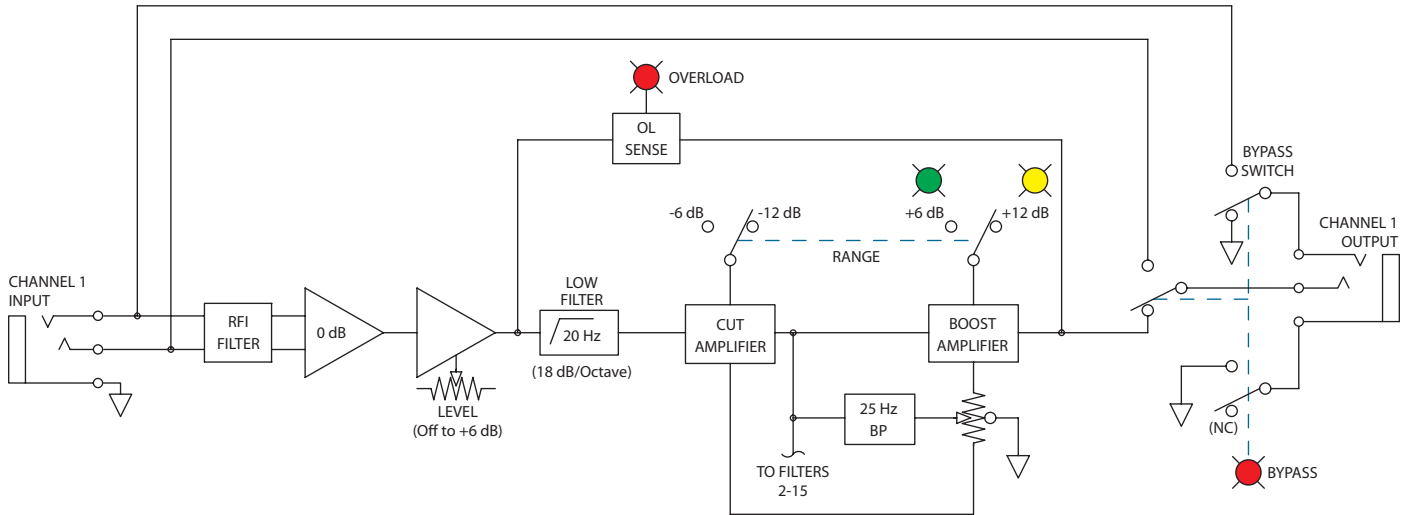 OVERLOAD
OL
SENSE
BYPASS
SWITCH
-6 dB
-12 dB
+6 dB
+12 dB
RANGE
CHANNEL 1
OUTPUT
CHANNEL 1
INPUT
RFI
FILTER
0 dB
LEVEL
(Off to +6 dB)
LOW
FILTER
20 Hz
(18 dB/Octave)
CUT
AMPLIFIER
BOOST
AMPLIFIER
25 Hz
BP
TO FILTERS
2-15
(NC)
BYPASS